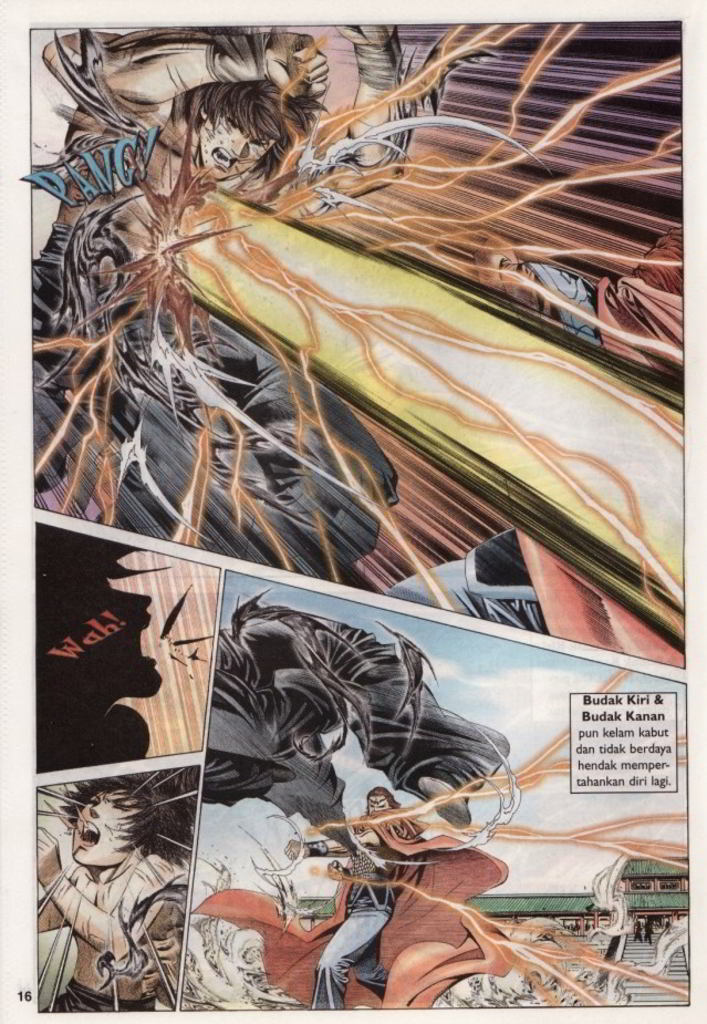 PANG!
Wah!
Budak Kiri &
Budak Kanan
pun kelam kabut
dan tidak berdaya
hendak memper-
tahankan diri lagi.
16